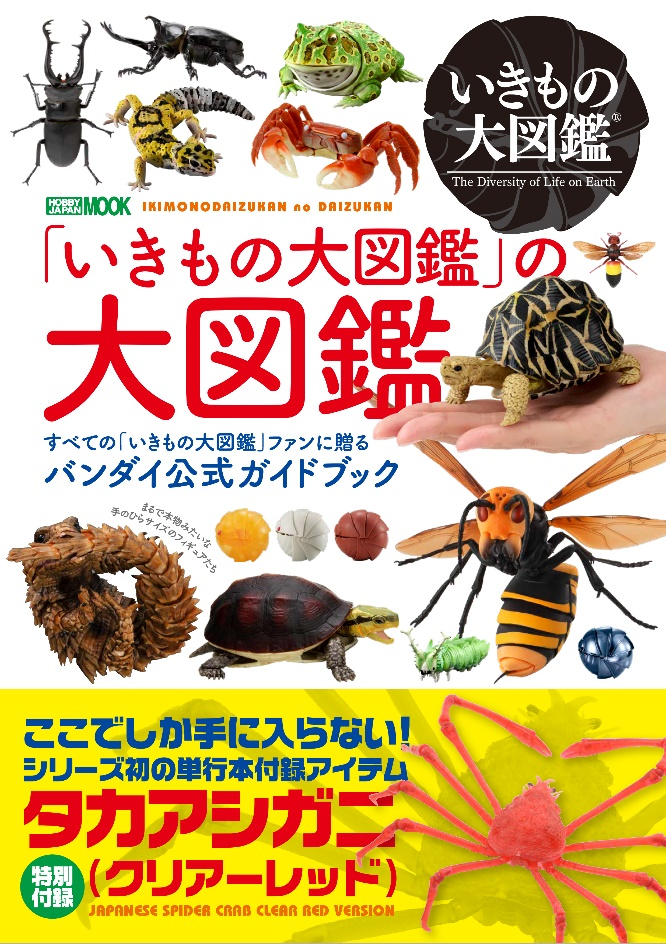 いきもの
大図鑑®
The Diversity of Life on Earth
HOBBY JAPAN MOOK
IKIMONODAIZUKAN no DAIZUKAN
「いきもの大図鑑」の
大図鑑
すべての「いきもの大図鑑」ファンに贈る
バンダイ公式ガイドブック
まるで本物みたいな
手のひらサイズのフィギュアたち
ここでしか手に入らない!
シリーズ初の単行本付録アイテム
タカアシガニ
特別
付録
(クリアーレッド)
JAPANESE SPIDER CRAB CLEAR RED VERSION